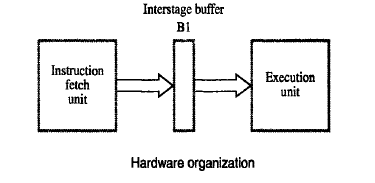 Interstage buffer
B1
Instruction
fetch
unit
Execution
unit
Hardware organization